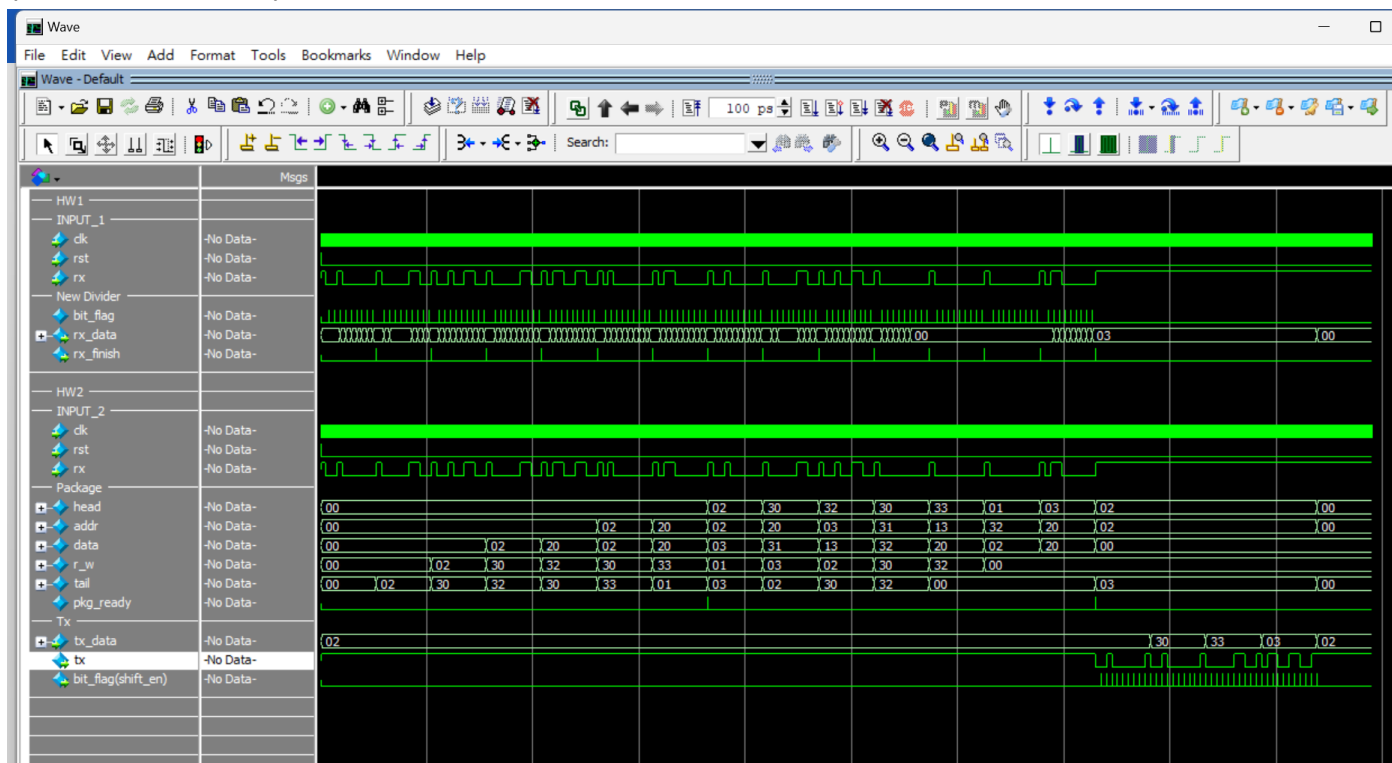 Wave
File Edit View Add Format Tools Bookmarks Window Help
Wave - Default
100 ps
Search:
Msgs
HW1
INPUT_1
clk -No Data-
rst -No Data-
rx -No Data-
New Divider
bit_flag -No Data-
rx_data -No Data- 00 03 00
rx_finish -No Data-
HW2
INPUT_2
clk -No Data-
rst -No Data-
rx -No Data-
Package
head -No Data- 00 02 30 32 30 33 01 03 02 00
addr -No Data- 00 02 20 02 20 03 31 13 32 20 02 00
data -No Data- 00 02 20 02 20 03 31 13 32 20 02 20 00
r_w -No Data- 00 02 30 32 30 33 01 03 02 30 32 00
tail -No Data- 00 02 30 32 30 33 01 03 02 30 32 00 03 00
pkg_ready -No Data-
Tx
tx_data -No Data- 02 30 33 03 02
tx -No Data-
bit_flag(shift_en) -No Data-